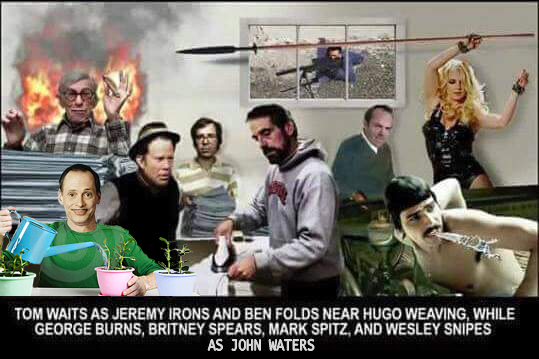 TOM WAITS AS JEREMY IRONS AND BEN FOLDS NEAR HUGO WEAVING, WHILE
GEORGE BURNS, BRITNEY SPEARS, MARK SPITZ, AND WESLEY SNIPES
AS JOHN WATERS